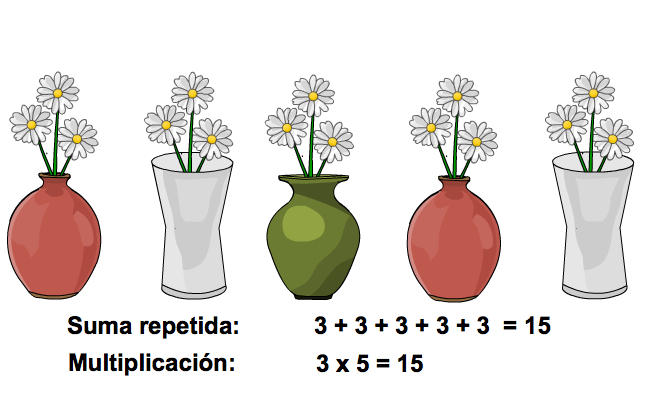 Suma repetida: 3 + 3 + 3 + 3 + 3 = 15
Multiplicación: 3 x 5 = 15